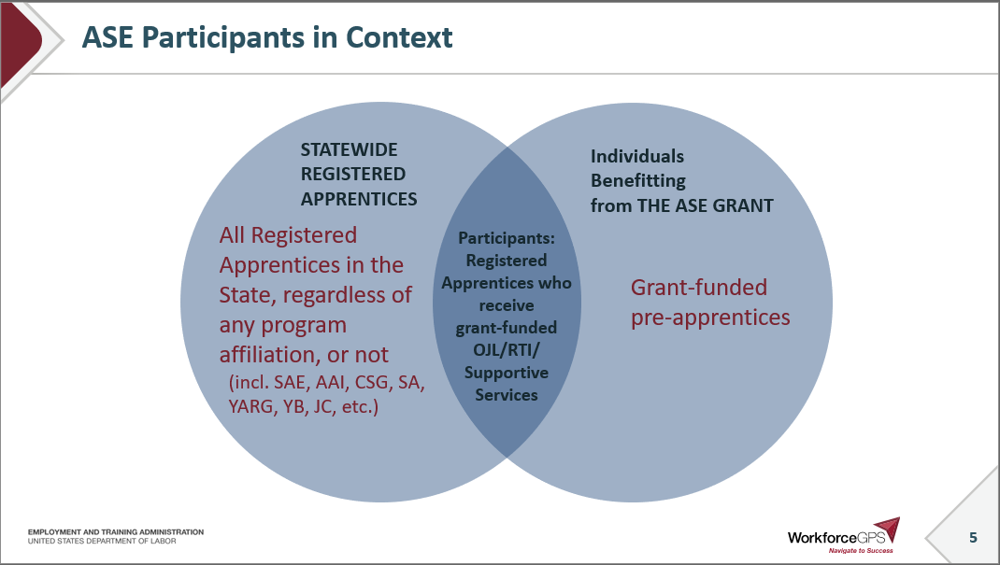 ASE Participants in Context
STATEWIDE
REGISTERED
APPRENTICES
All Registered
Apprentices in the
State, regardless of
any program
affiliation, or not
(incl. SAE, AAI, CSG, SA,
YARG, YB, JC, etc.)
Participants:
Registered
Apprentices who
receive
grant-funded
OJL/RTI/
Supportive
Services
Individuals
Benefitting
from THE ASE GRANT
Grant-funded
pre-apprentices
EMPLOYMENT AND TRAINING ADMINISTRATION
UNITED STATES DEPARTMENT OF LABOR
WorkforceGPS
Navigate to Success
5